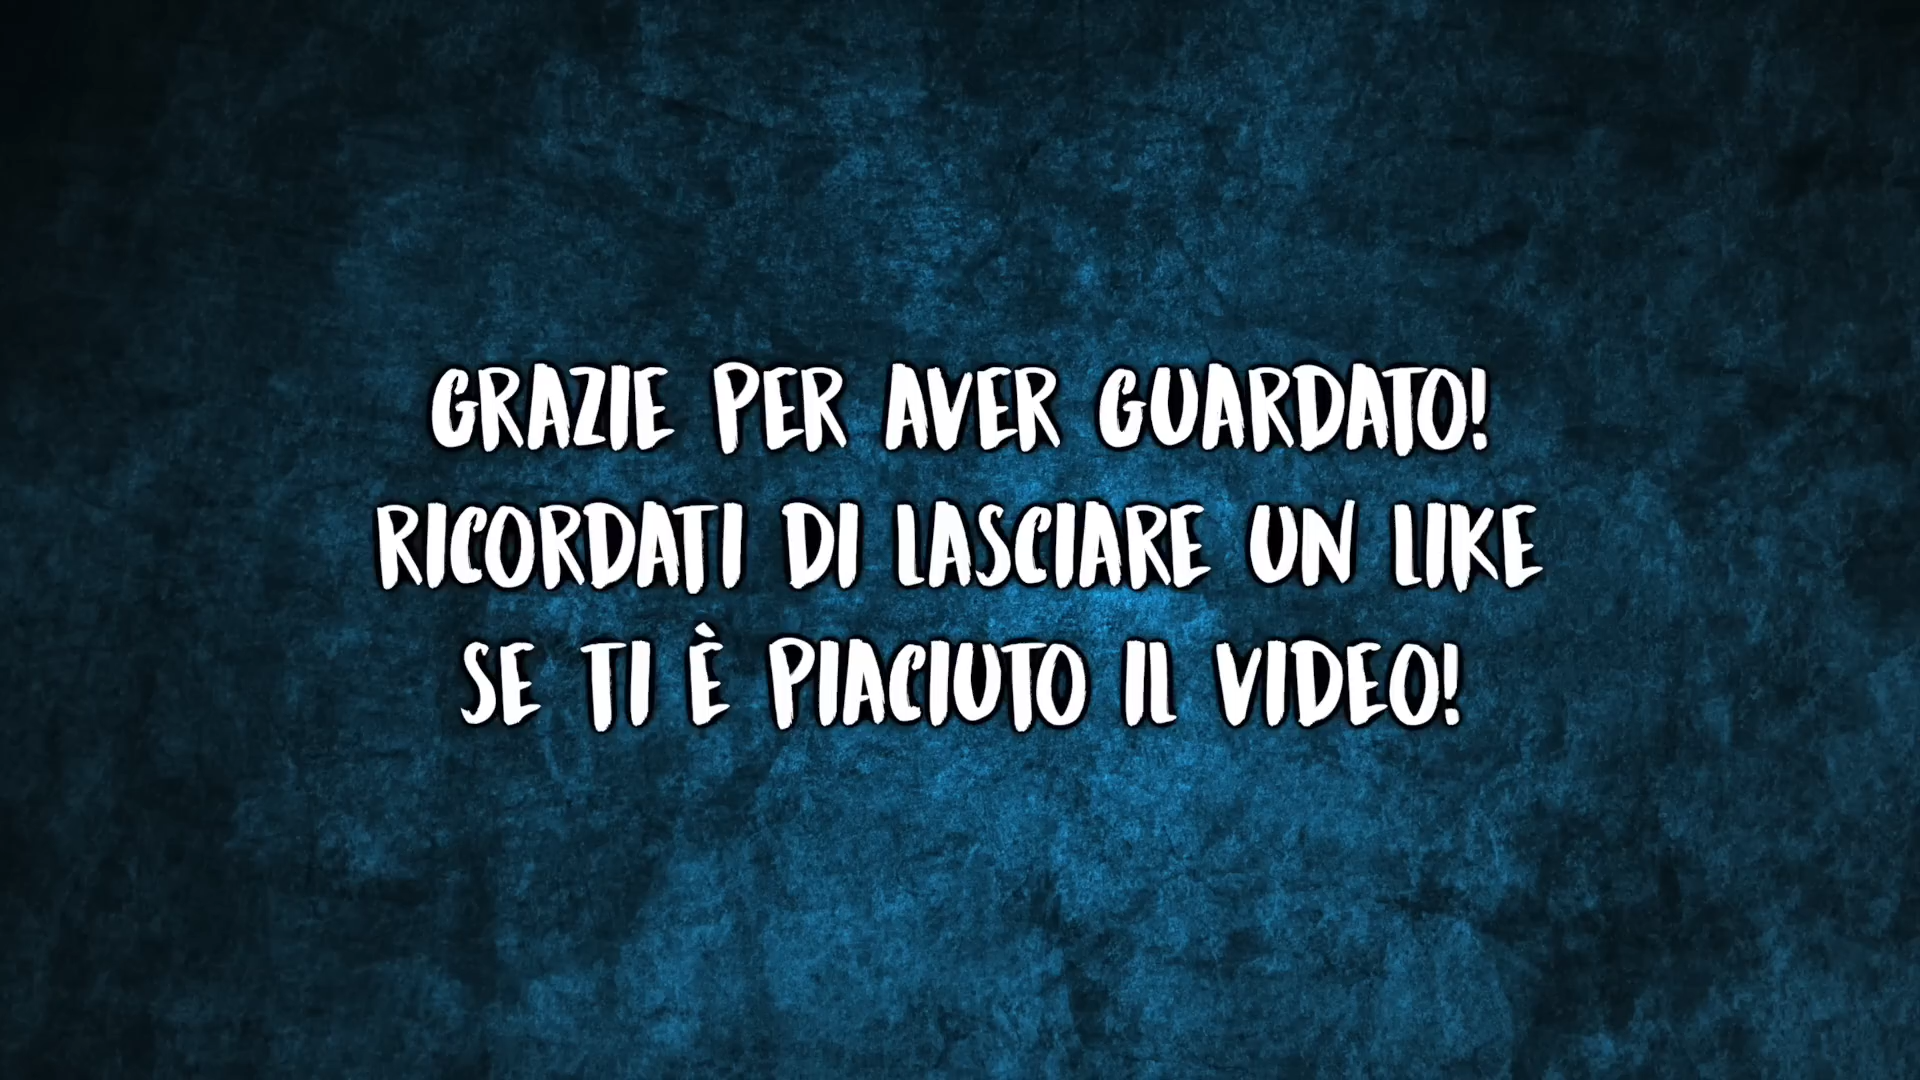 GRAZIE PER AVER GUARDATO!
RICORDATI DI LASCIARE UN LIKE
SE TI È PIACIUTO IL VIDEO!